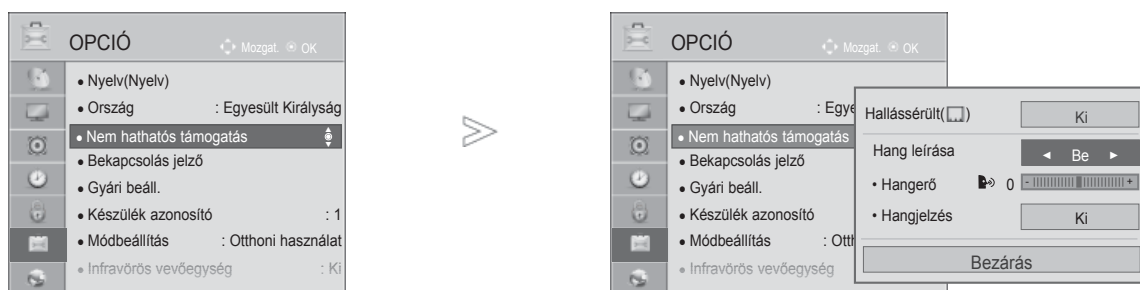 OPCIÓ Mozgat. OK
• Nyelv(Nyelv)
• Ország : Egyesült Királyság
• Nem hathatós támogatás
• Bekapcsolás jelző
• Gyári beáll.
• Készülék azonosító : 1
• Módbeállítás : Otthoni használat
• Infravörös vevőegység : Ki
OPCIÓ Mozgat. OK
• Nyelv(Nyelv)
• Ország : Egye
• Nem hathatós támogatás
• Bekapcsolás jelző
• Gyári beáll.
• Készülék azonosító
• Módbeállítás : Otth
• Infravörös vevőegység
Hallássérült( ) Ki
Hang leírása ◄ Be ►
• Hangerő 0 - +
• Hangjelzés Ki
Bezárás